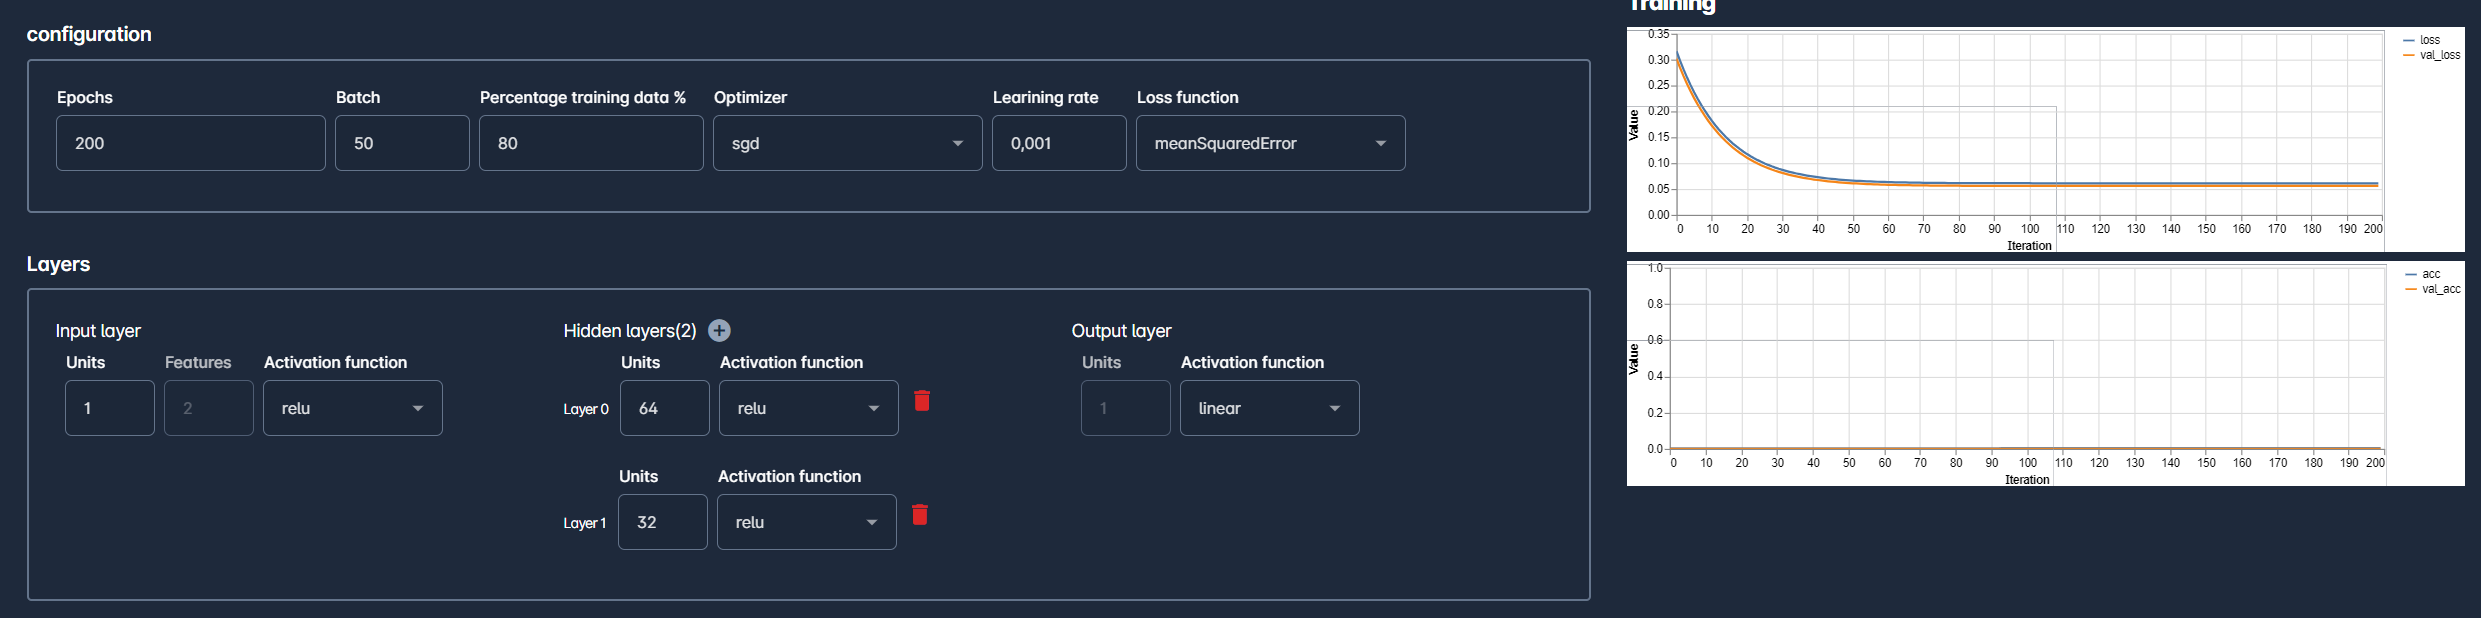 configuration
Epochs Batch Percentage training data % Optimizer Learining rate Loss function
200 50 80 sgd 0,001 meanSquaredError
Layers
Input layer Hidden layers(2) Output layer
Units Features Activation function Units Activation function Units Activation function
1 2 relu Layer 0 64 relu 1 linear
Units Activation function
Layer 1 32 relu
Training
0.35
0.30
0.25
0.20
0.15
0.10
0.05
0.00
Value
0 10 20 30 40 50 60 70 80 90 100 110 120 130 140 150 160 170 180 190 200
Iteration
loss
val_loss
1.0
0.8
0.6
0.4
0.2
0.0
Value
0 10 20 30 40 50 60 70 80 90 100 110 120 130 140 150 160 170 180 190 200
Iteration
acc
val_acc